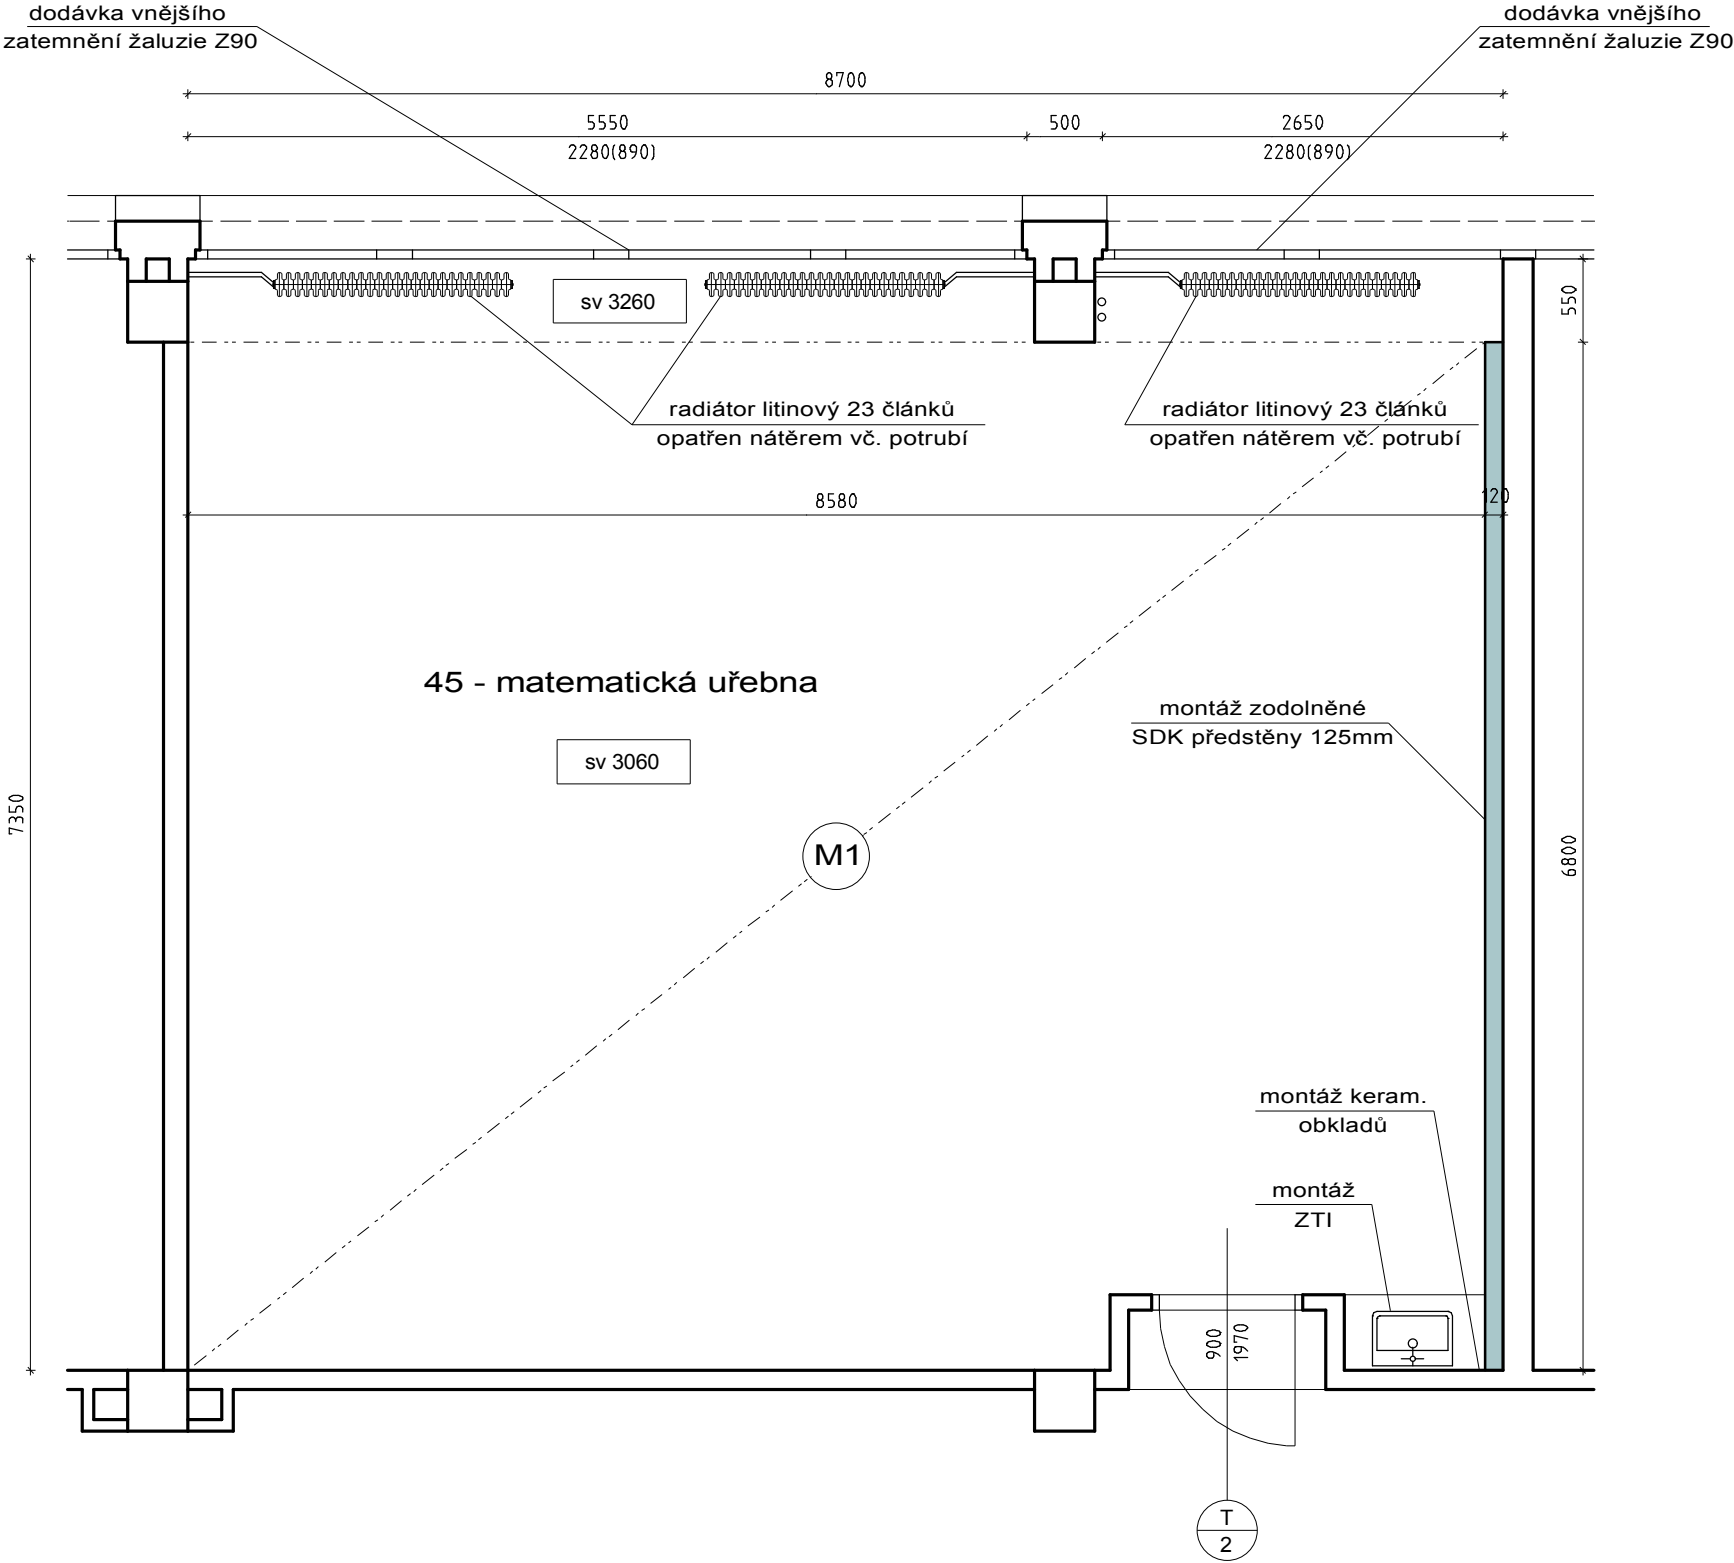 dodávka vnějšího
zatemnění žaluzie Z90
dodávka vnějšího
zatemnění žaluzie Z90
8700
5550
500
2650
2280(890)
2280(890)
sv 3260
550
radiátor litinový 23 článků
opatřen nátěrem vč. potrubí
radiátor litinový 23 článků
opatřen nátěrem vč. potrubí
8580
120
45 - matematická uřebna
sv 3060
montáž zodolněné
SDK předstěny 125mm
7350
M1
6800
montáž keram.
obkladů
montáž
ZTI
900
1970
T
2